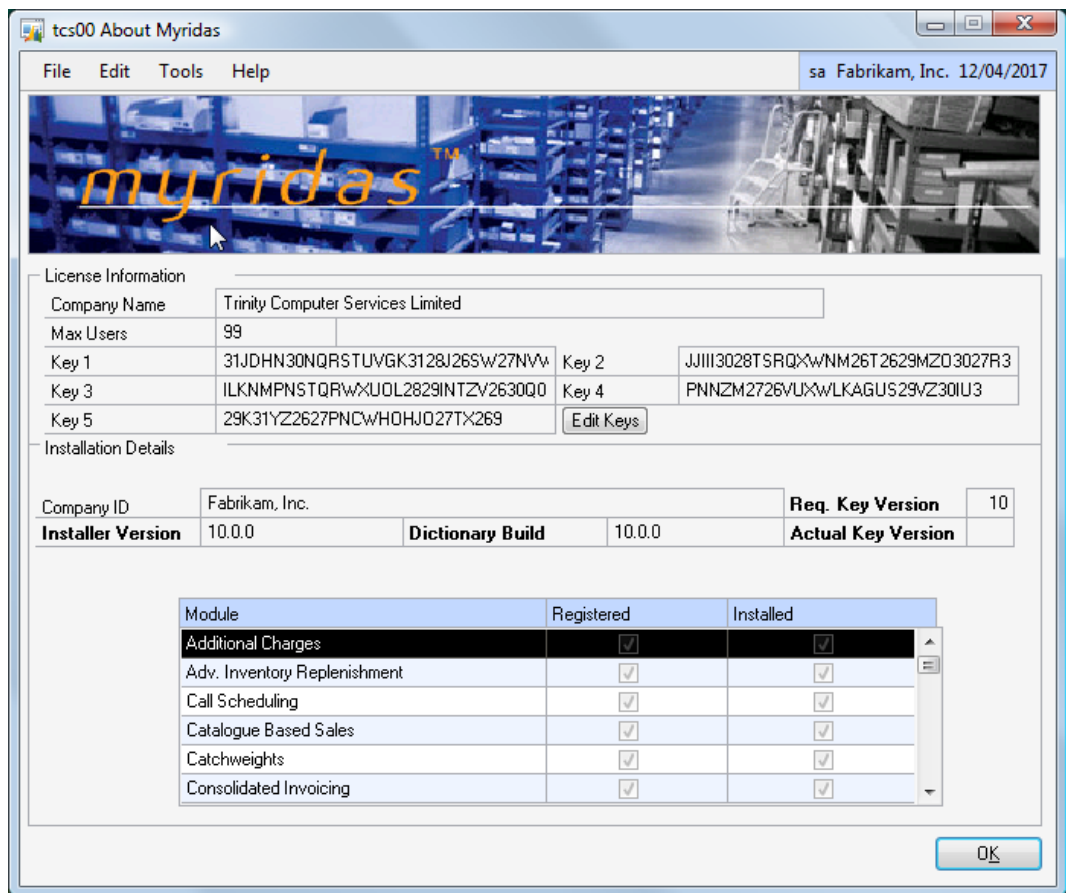 tcs00 About Myridas
File Edit Tools Help sa Fabrikam, Inc. 12/04/2017
myridas™
License Information
Company Name Trinity Computer Services Limited
Max Users 99
Key 1 31JDHN30NQRSTUVGK3128J26SW27NV Key 2 JJIII3028TSRQXWNM26T2629MZO3027R3
Key 3 ILKNMPNSTQRWXUOL2829INTZV2630Q0 Key 4 PNNZM2726VUXWLKAGUS29VZ30IU3
Key 5 29K31YZ2627PNCWHOHJO27TX269 Edit Keys
Installation Details
Company ID Fabrikam, Inc. Req. Key Version 10
Installer Version 10.0.0 Dictionary Build 10.0.0 Actual Key Version
Module Registered Installed
Additional Charges
Adv. Inventory Replenishment
Call Scheduling
Catalogue Based Sales
Catchweights
Consolidated Invoicing
OK